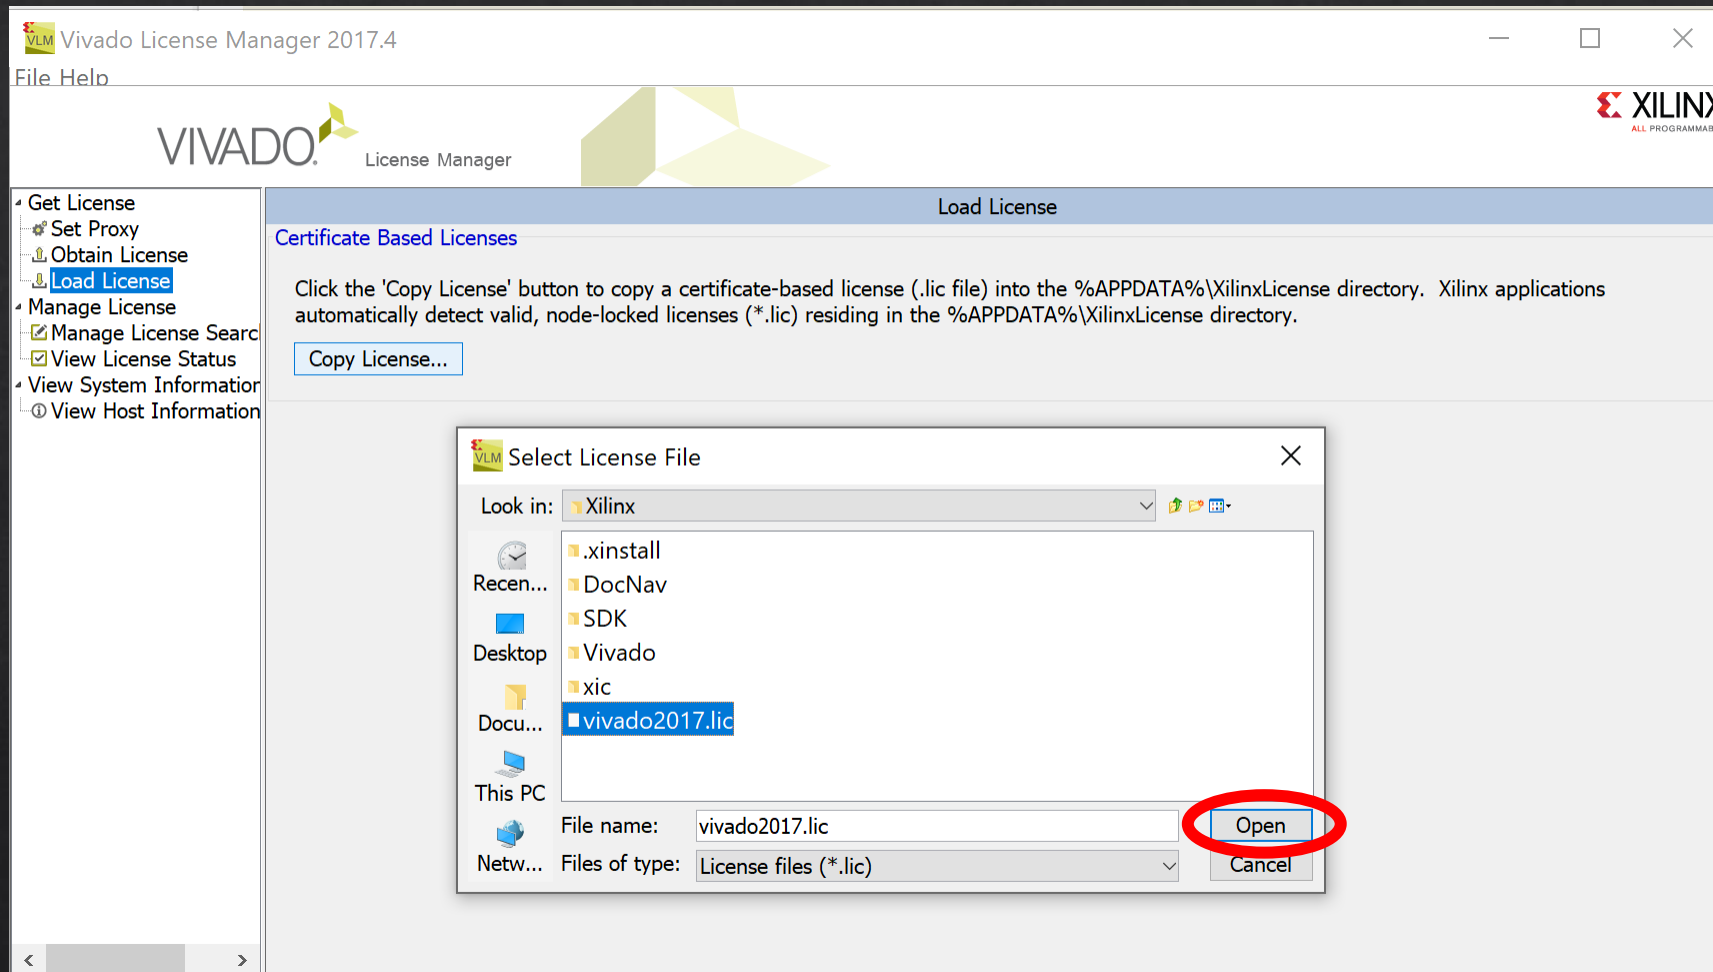 VLM Vivado License Manager 2017.4
File Help
VIVADO. License Manager
XILINX
ALL PROGRAMMAB
Get License
Set Proxy
Obtain License
Load License
Manage License
Manage License Searc
View License Status
View System Information
View Host Information
Load License
Certificate Based Licenses
Click the 'Copy License' button to copy a certificate-based license (.lic file) into the %APPDATA%\XilinxLicense directory.  Xilinx applications
automatically detect valid, node-locked licenses (*.lic) residing in the %APPDATA%\XilinxLicense directory.
Copy License...
VLM Select License File
Look in: Xilinx
Recen...
Desktop
Docu...
This PC
Netw...
.xinstall
DocNav
SDK
Vivado
xic
vivado2017.lic
File name: vivado2017.lic Open
Files of type: License files (*.lic) Cancel